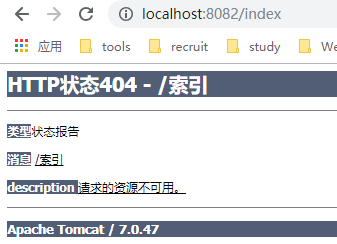 localhost:8082/index
应用 tools recruit study We
HTTP状态404 - /索引
类型状态报告
消息 /索引
description 请求的资源不可用。
Apache Tomcat / 7.0.47